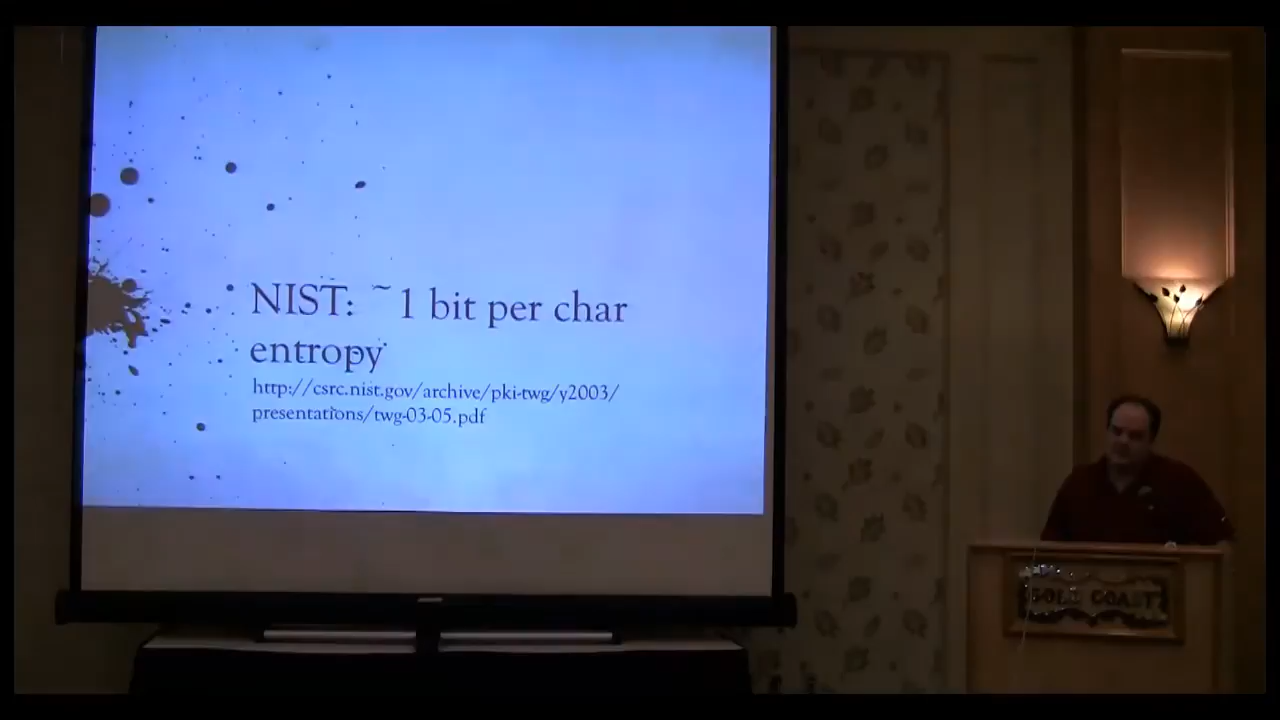 NIST: ~1 bit per char
entropy
http://csrc.nist.gov/archive/pki-twg/y2003/
presentations/twg-03-05.pdf
GOLD COAST